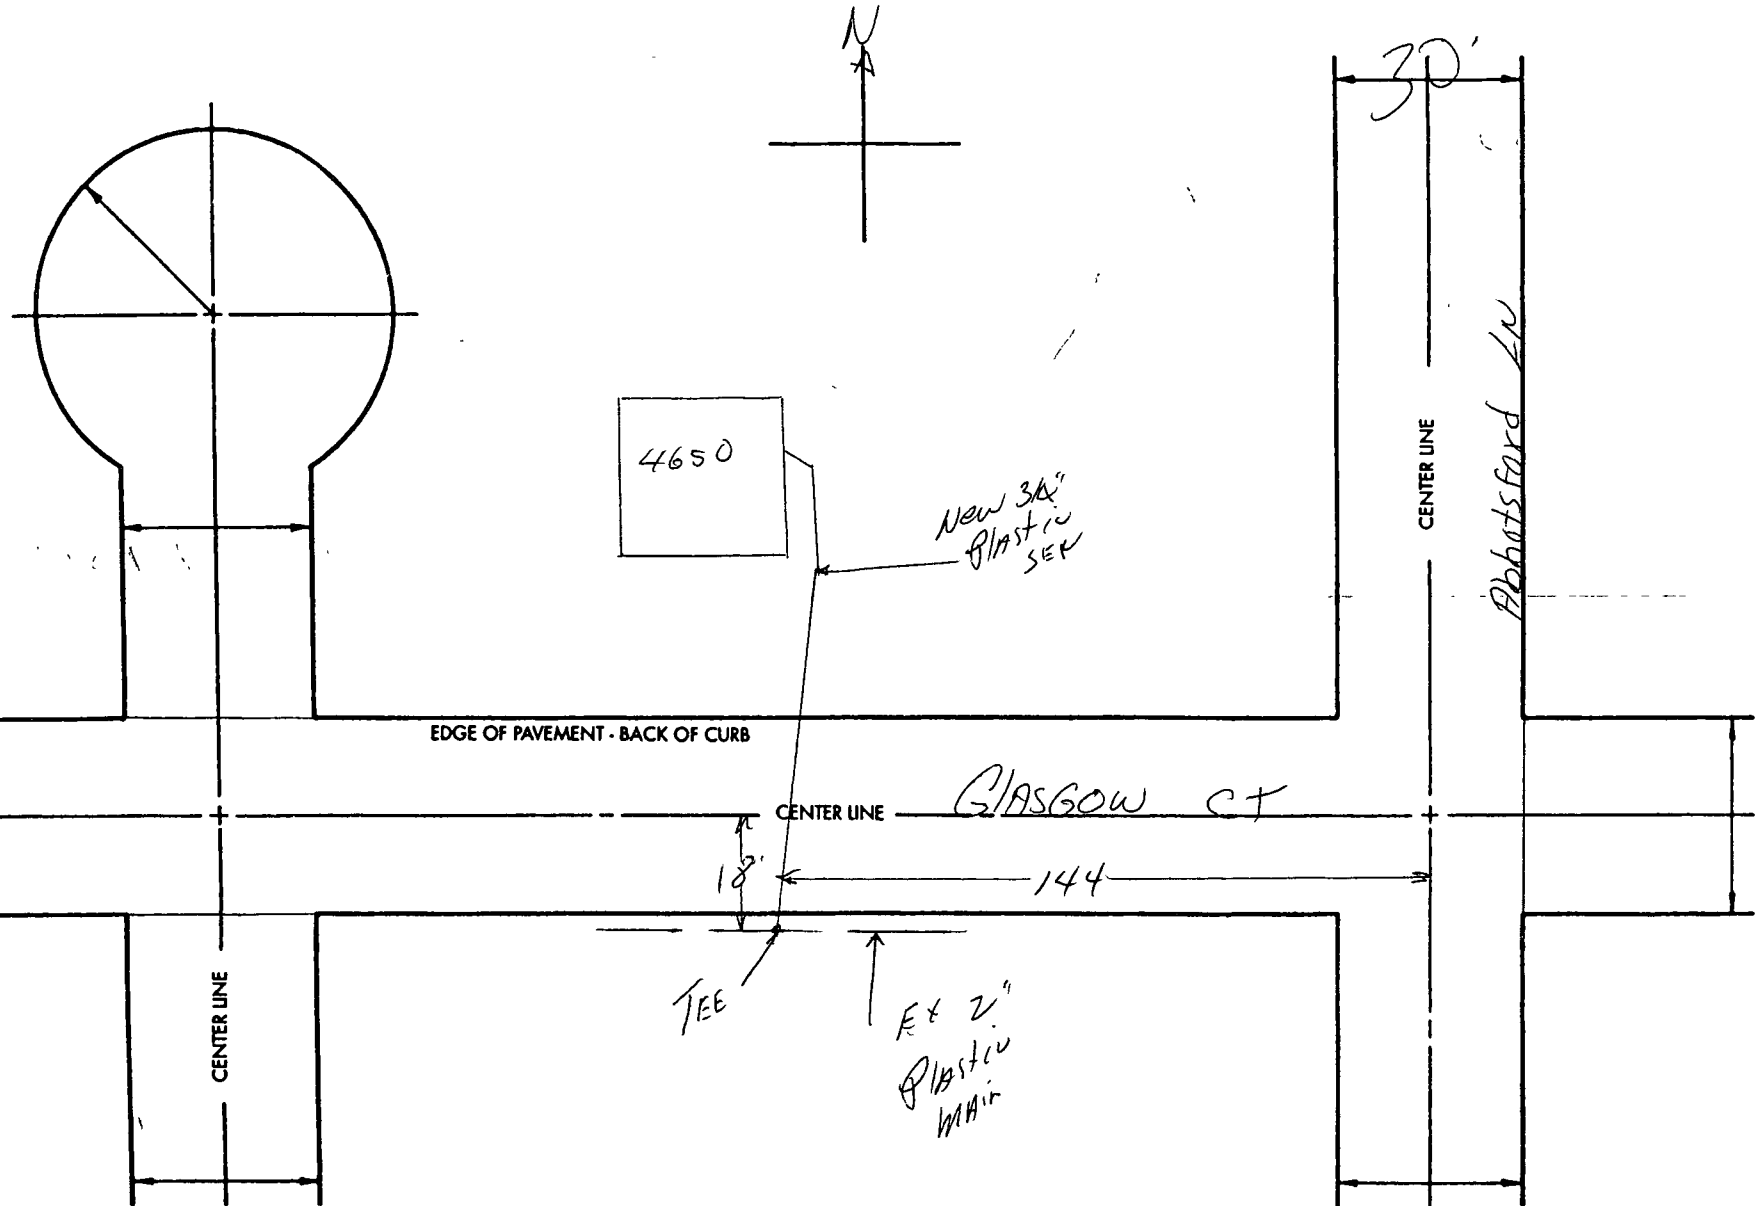 N
30'
4650
New 3/4"
Plastic
SER
Abbotsford LN
CENTER LINE
EDGE OF PAVEMENT - BACK OF CURB
CENTER LINE
GLASGOW CT
18'
144
TEE
Ex 2"
Plastic
MAin
CENTER LINE